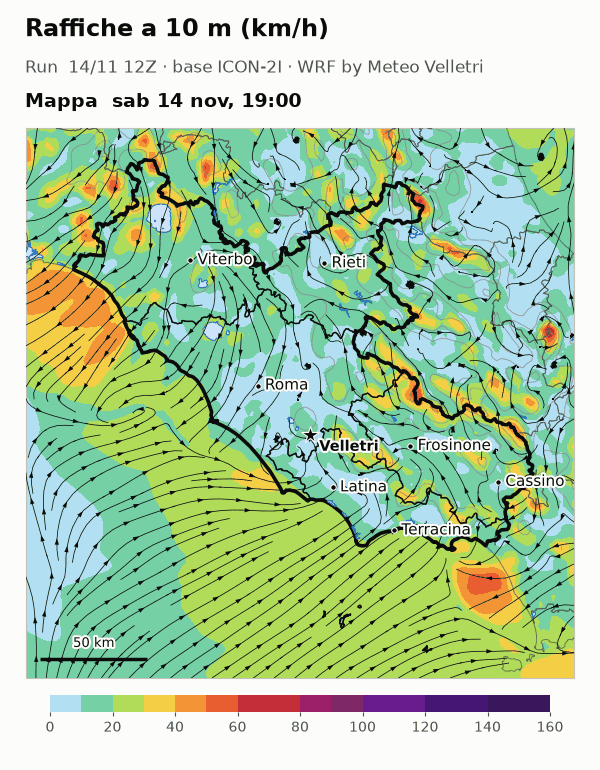 Raffiche a 10 m (km/h)
Run  14/11 12Z · base ICON-2I · WRF by Meteo Velletri
Mappa  sab 14 nov, 19:00
Viterbo
Rieti
Roma
Velletri
Frosinone
Latina
Cassino
Terracina
50 km
0 20 40 60 80 100 120 140 160